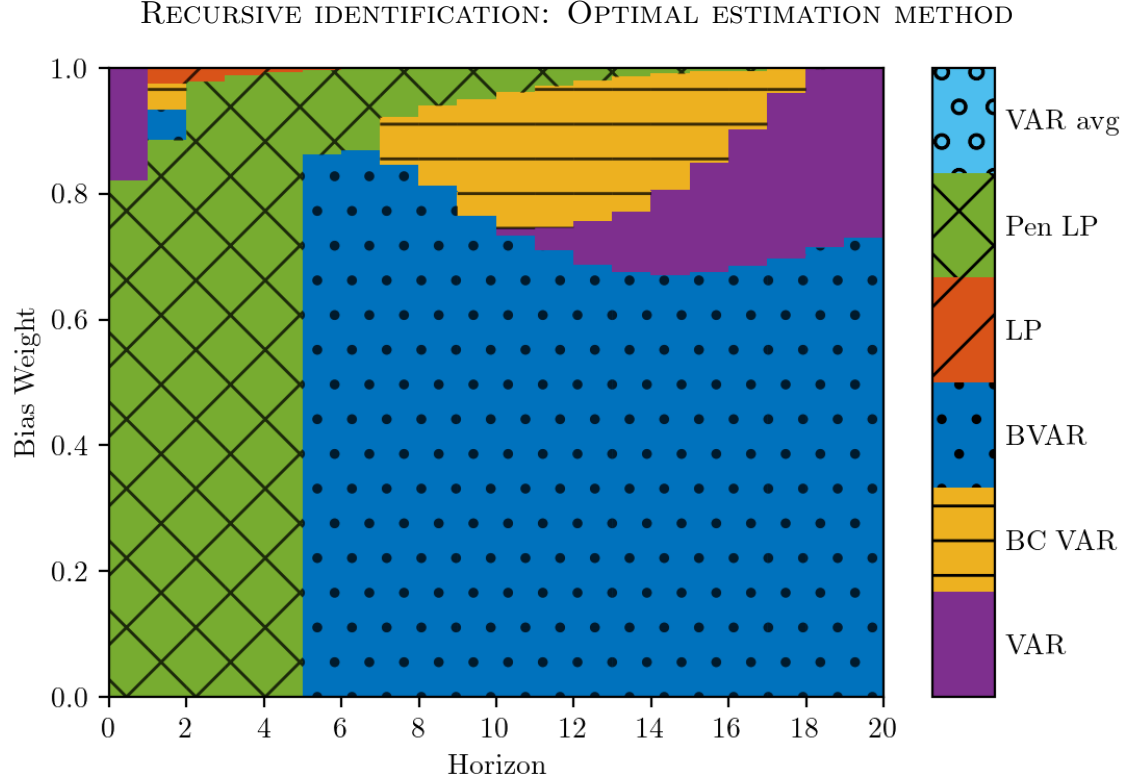 Recursive identification: Optimal estimation method
1.0
0.8
0.6
0.4
0.2
0.0
Bias Weight
0 2 4 6 8 10 12 14 16 18 20
Horizon
VAR avg
Pen LP
LP
BVAR
BC VAR
VAR